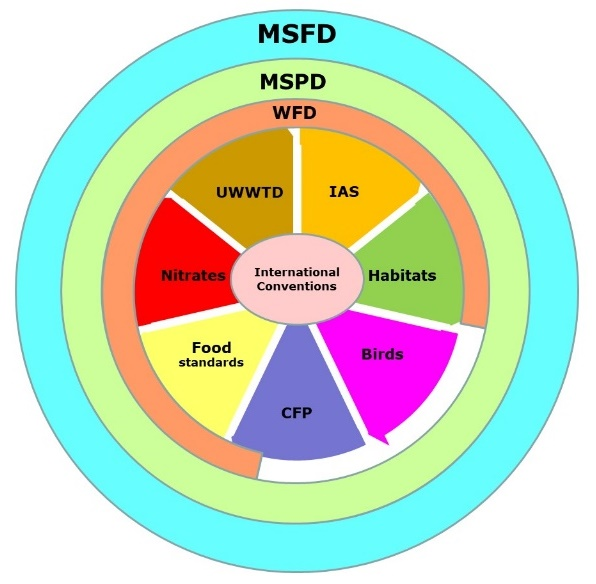 MSFD
MSPD
WFD
UWWTD
IAS
Nitrates
International
Conventions
Habitats
Food
standards
Birds
CFP